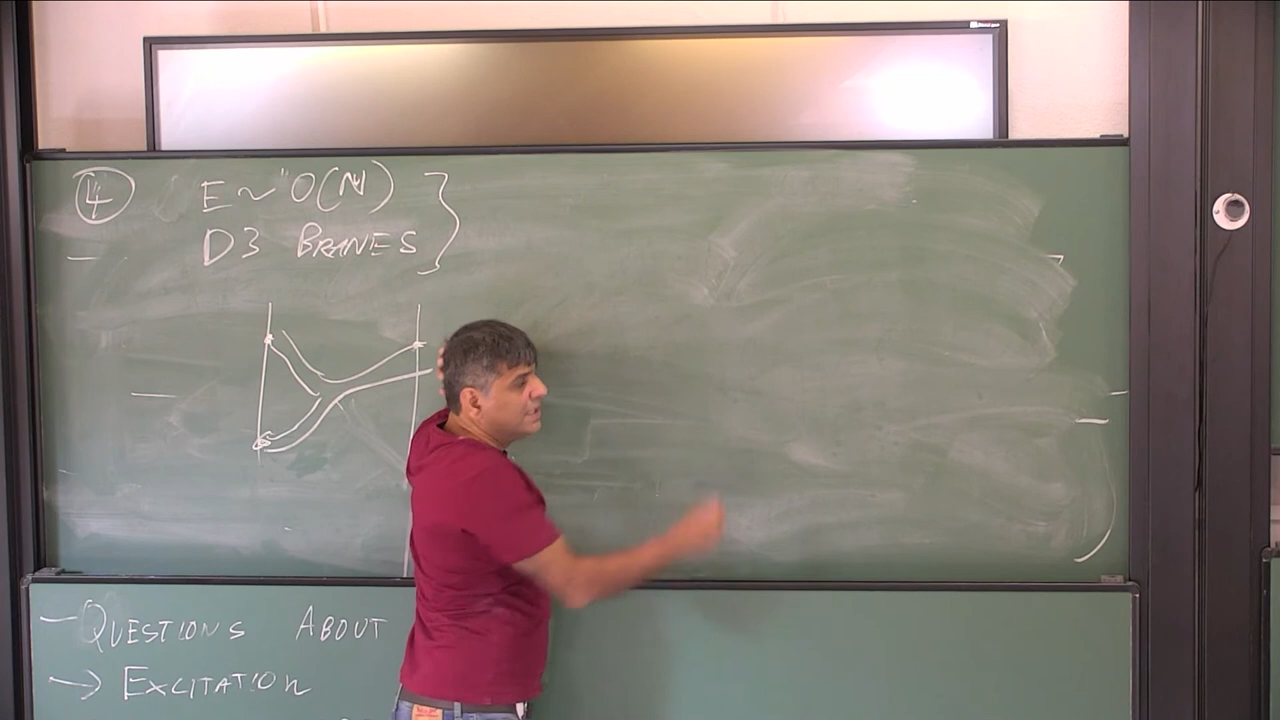 ④ E ~ "O(N)
D3 BRANES
- QUESTIONS ABOUT
→ EXCITATION